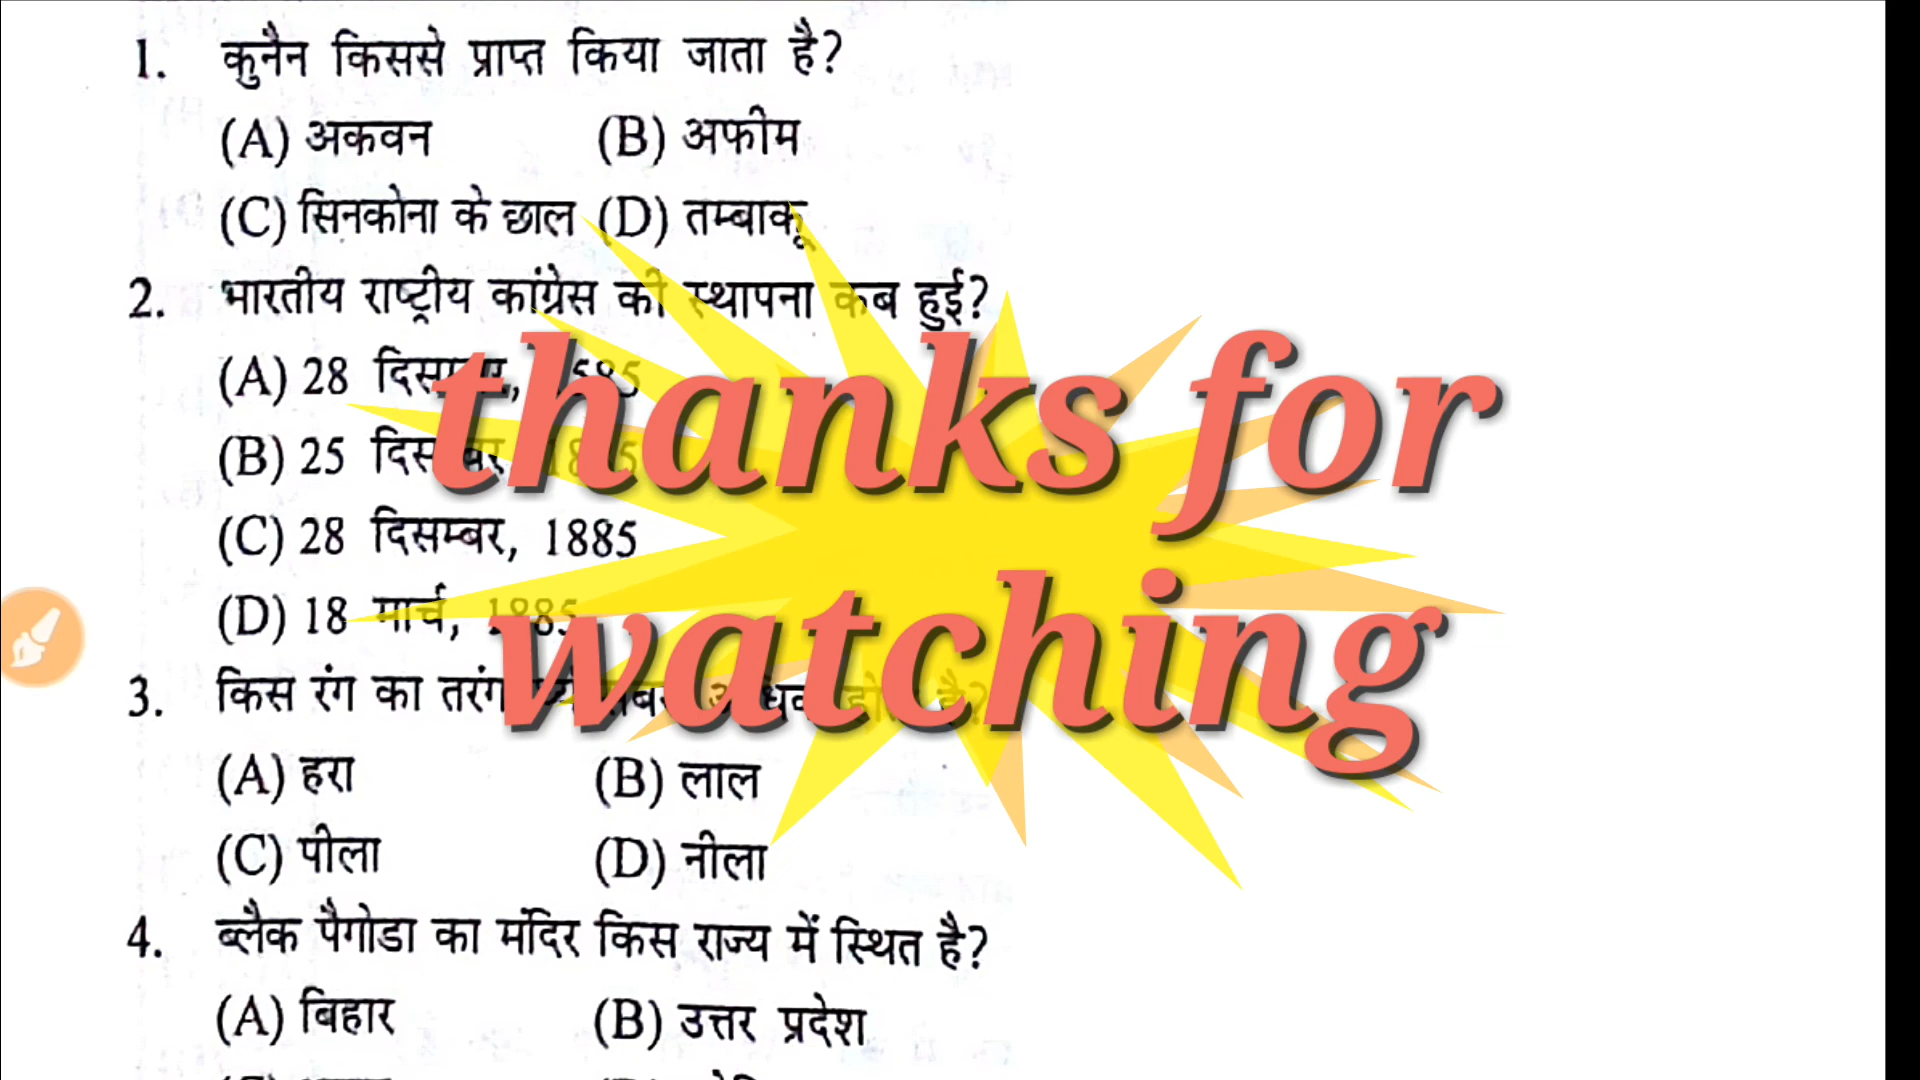 1. कुनैन किससे प्राप्त किया जाता है?
(A) अकवन (B) अफीम
(C) सिनकोना के छाल (D) तम्बाकू
2. भारतीय राष्ट्रीय कांग्रेस की स्थापना कब हुई?
(A) 28
(B) 25
thanks for
(C) 28 दिसम्बर, 1885
(D) 18 मार्च, 1885
watching
3. किस रंग का
(A) हरा (B) लाल
(C) पीला (D) नीला
4. ब्लैक पैगोडा का मंदिर किस राज्य में स्थित है?
(A) बिहार (B) उत्तर प्रदेश